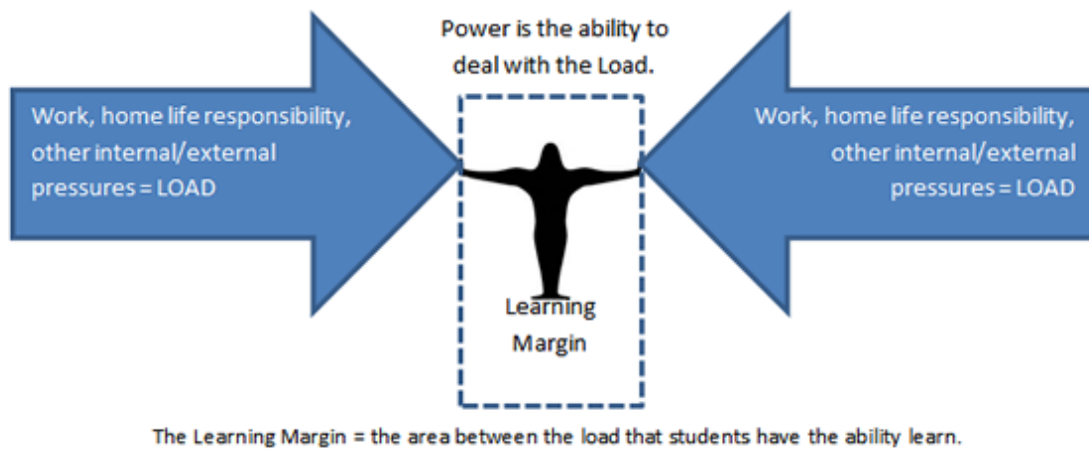 Power is the ability to
deal with the Load.
Work, home life responsibility,
other internal/external
pressures = LOAD
Work, home life responsibility,
other internal/external
pressures = LOAD
Learning
Margin
The Learning Margin = the area between the load that students have the ability learn.